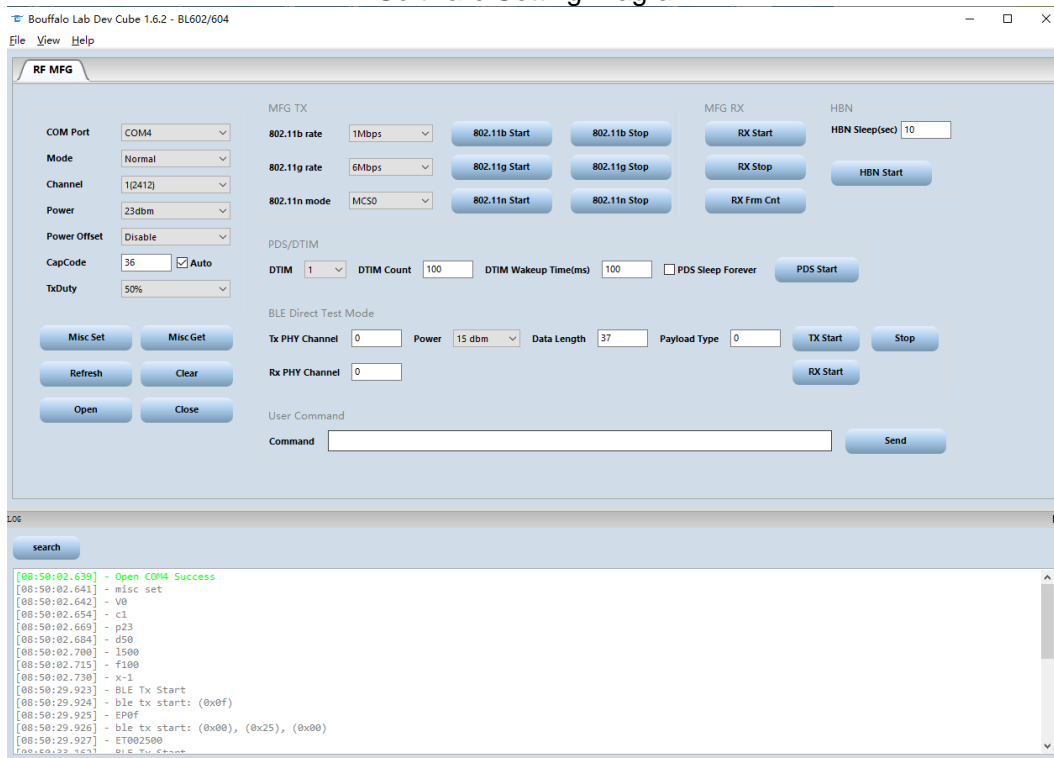 Bouffalo Lab Dev Cube 1.6.2 - BL602/604
File View Help
RF MFG
MFG TX MFG RX HBN
COM Port COM4 802.11b rate 1Mbps 802.11b Start 802.11b Stop RX Start HBN Sleep(sec) 10
Mode Normal 802.11g rate 6Mbps 802.11g Start 802.11g Stop RX Stop HBN Start
Channel 1(2412)
Power 23dbm 802.11n mode MCS0 802.11n Start 802.11n Stop RX Frm Cnt
Power Offset Disable
PDS/DTIM
CapCode 36 Auto DTIM 1 DTIM Count 100 DTIM Wakeup Time(ms) 100 PDS Sleep Forever PDS Start
TxDuty 50%
BLE Direct Test Mode
Misc Set Misc Get Tx PHY Channel 0 Power 15 dbm Data Length 37 Payload Type 0 TX Start Stop
Refresh Clear Rx PHY Channel 0 RX Start
Open Close
User Command
Command Send
LOG
search
[08:50:02.639] - Open COM4 Success
[08:50:02.641] - misc set
[08:50:02.642] - V0
[08:50:02.654] - c1
[08:50:02.669] - p23
[08:50:02.684] - d50
[08:50:02.700] - l500
[08:50:02.715] - f100
[08:50:02.730] - x-1
[08:50:29.923] - BLE Tx Start
[08:50:29.924] - ble tx start: (0x0f)
[08:50:29.925] - EP0f
[08:50:29.926] - ble tx start: (0x00), (0x25), (0x00)
[08:50:29.927] - ET002500
[08:50:33.162] - BLE Tx Start